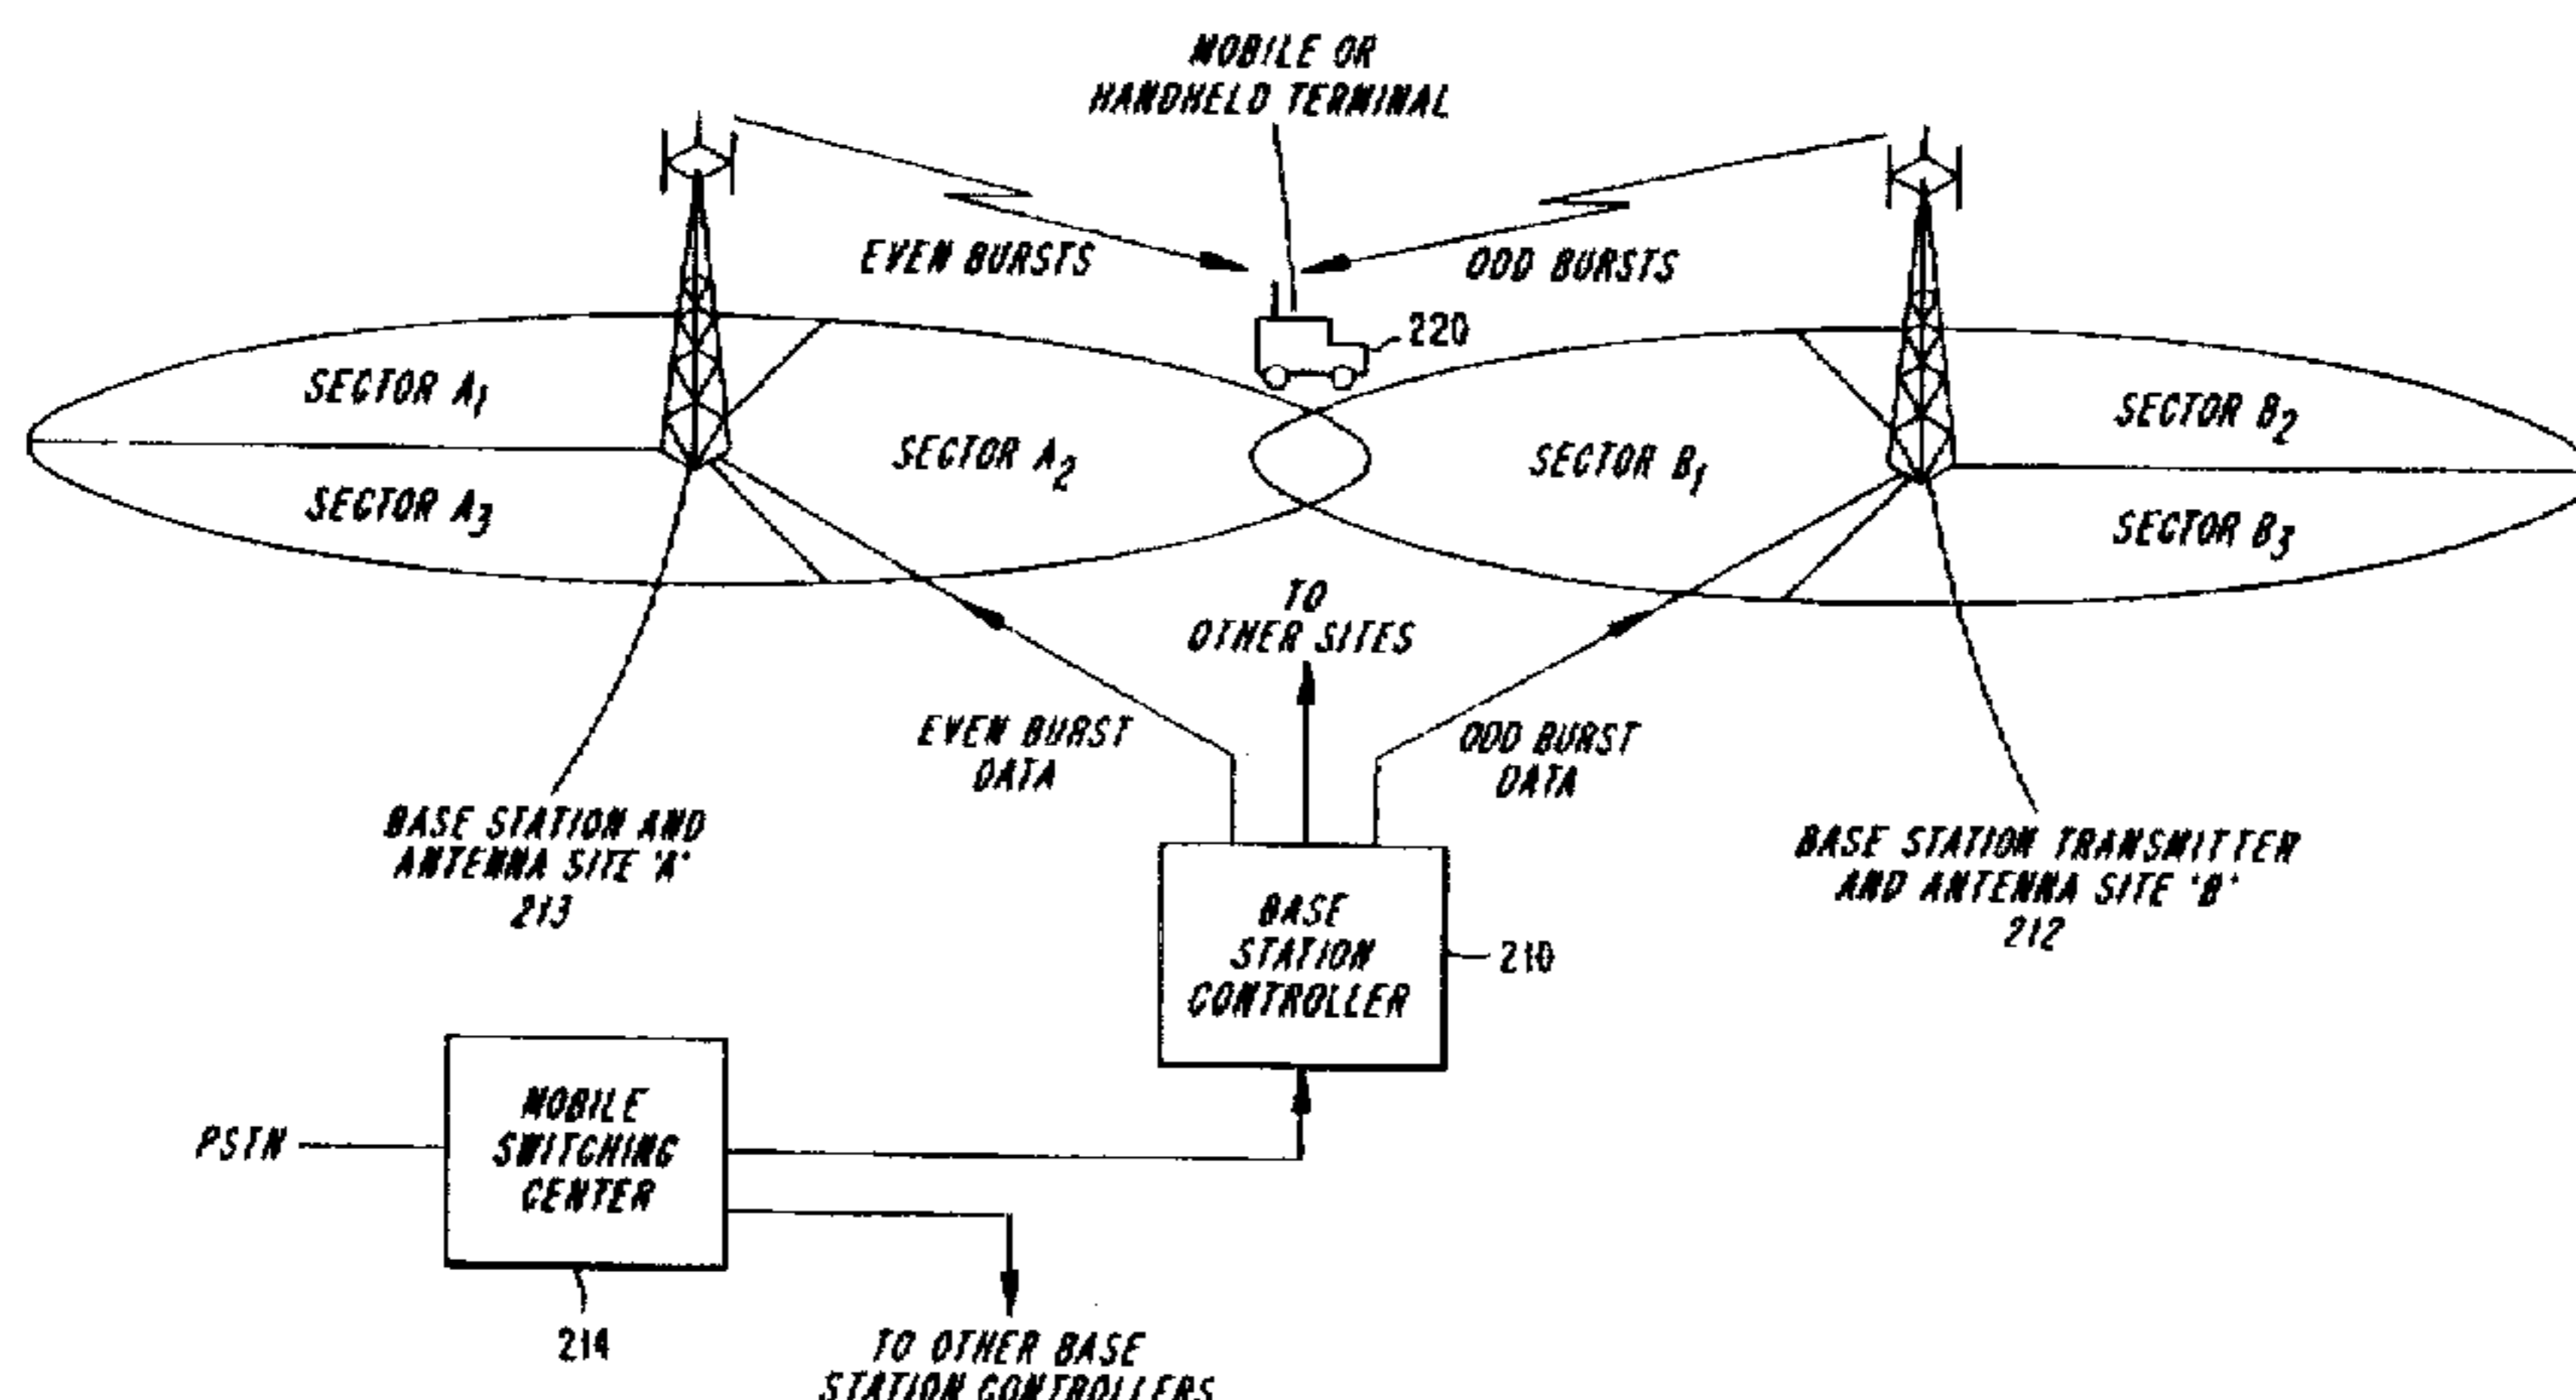 MOBILE OR
HANDHELD TERMINAL
EVEN BURSTS
ODD BURSTS
220
SECTOR A1
SECTOR A2
SECTOR A3
SECTOR B1
SECTOR B2
SECTOR B3
TO
OTHER SITES
EVEN BURST
DATA
ODD BURST
DATA
BASE STATION AND
ANTENNA SITE 'A'
213
BASE STATION TRANSMITTER
AND ANTENNA SITE 'B'
212
BASE
STATION
CONTROLLER
210
PSTN
MOBILE
SWITCHING
CENTER
214
TO OTHER BASE
STATION CONTROLLERS